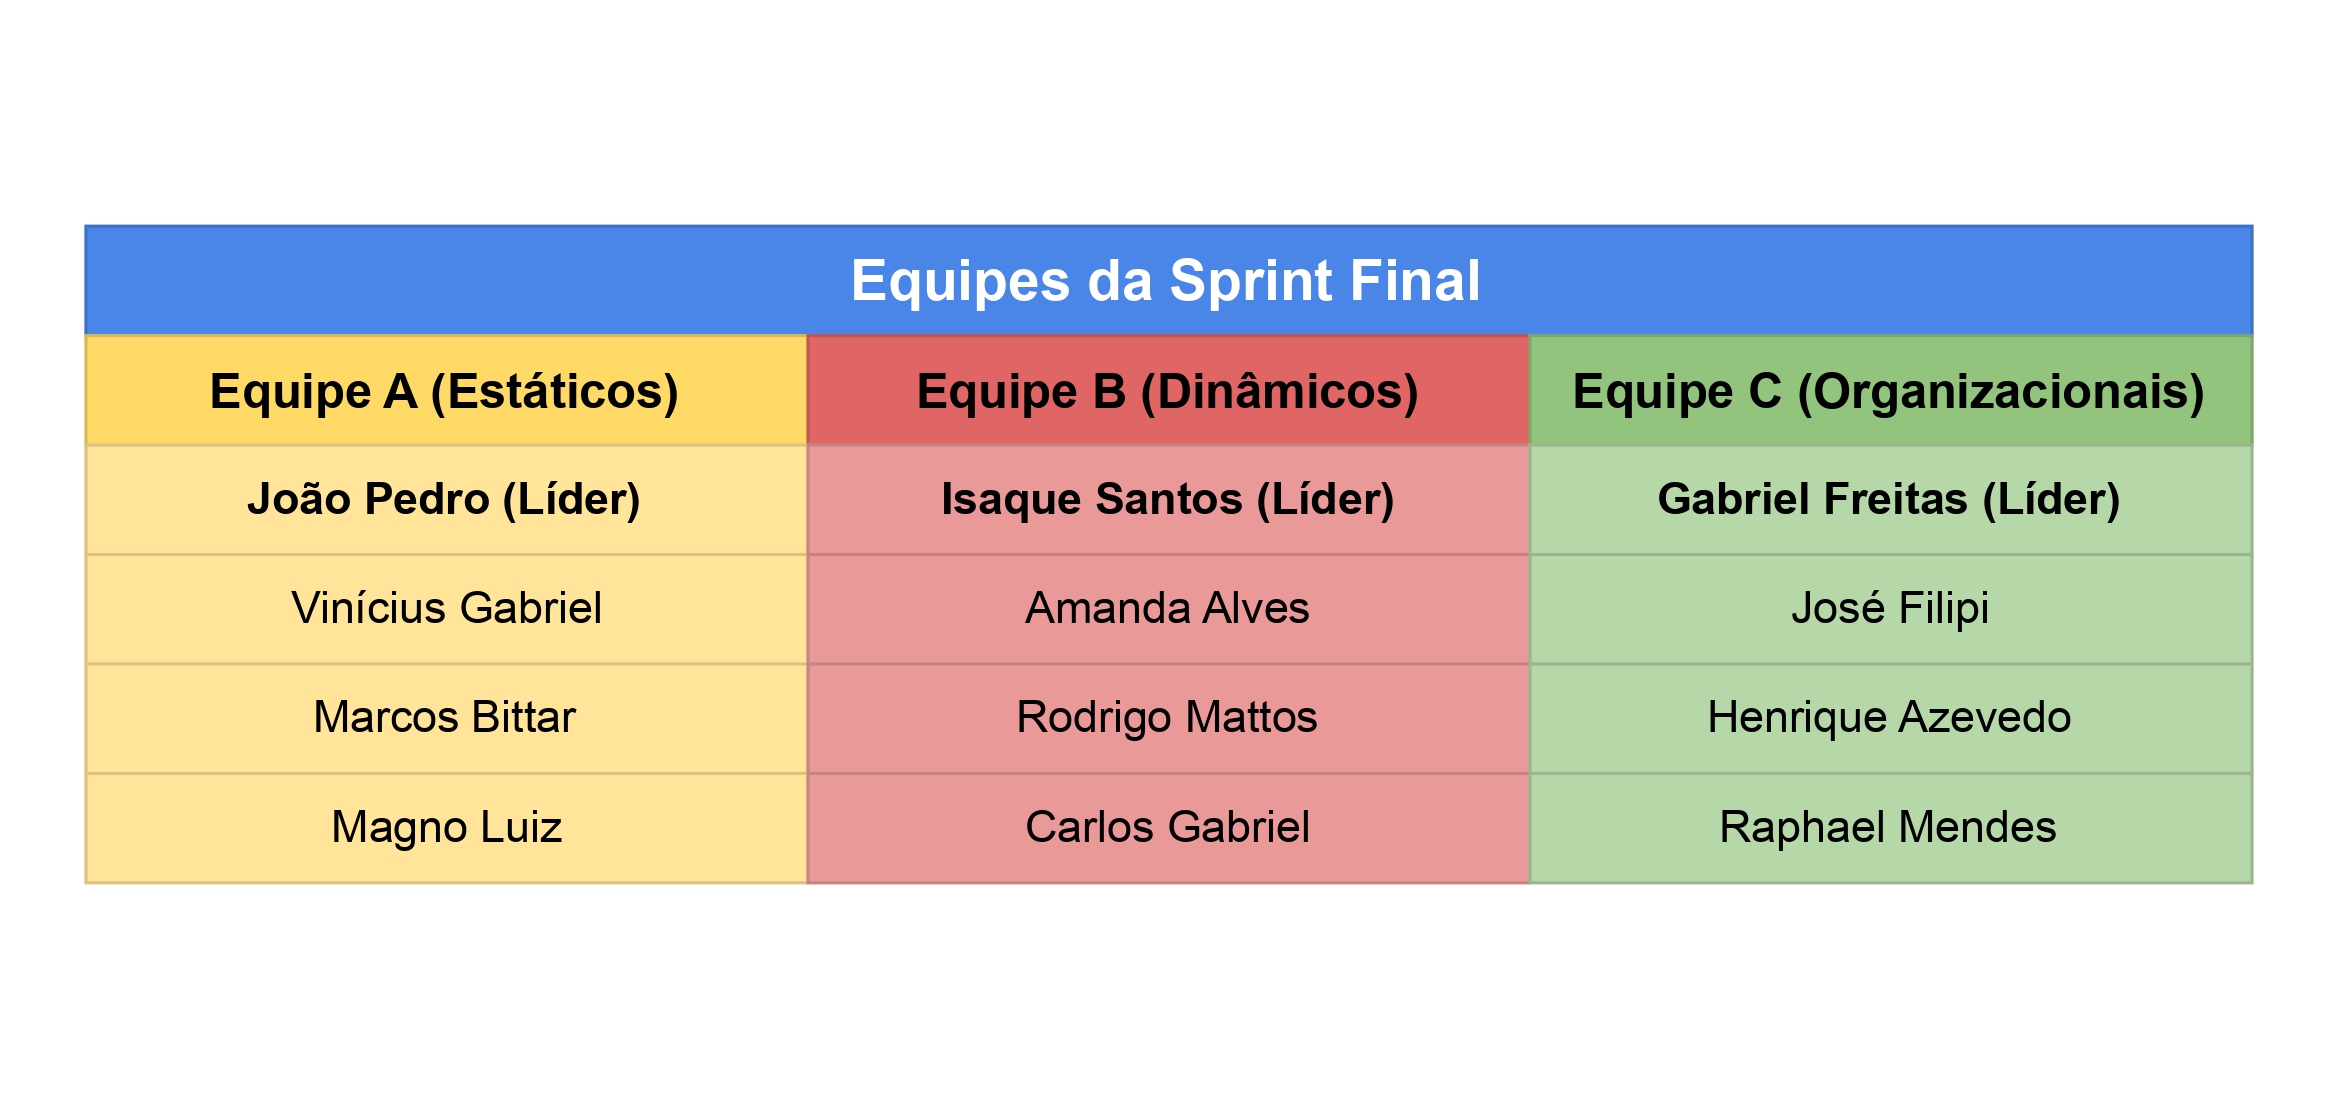 Equipes da Sprint Final
Equipe A (Estáticos) Equipe B (Dinâmicos) Equipe C (Organizacionais)
João Pedro (Líder) Isaque Santos (Líder) Gabriel Freitas (Líder)
Vinícius Gabriel Amanda Alves José Filipi
Marcos Bittar Rodrigo Mattos Henrique Azevedo
Magno Luiz Carlos Gabriel Raphael Mendes